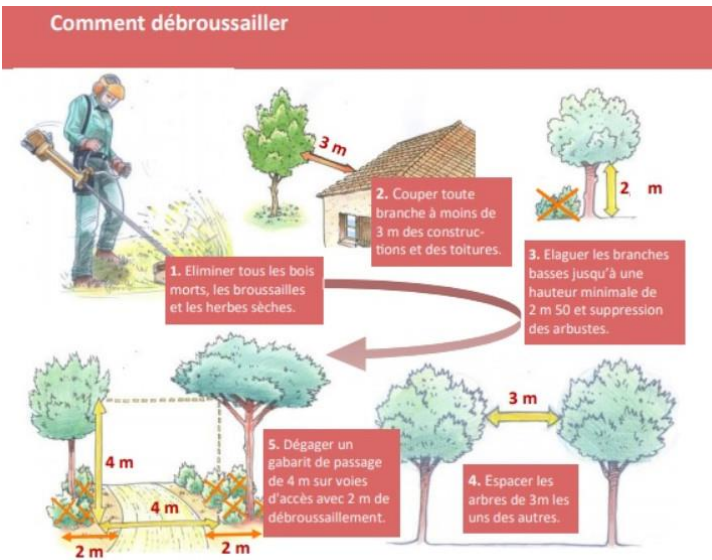 Comment débroussailler
3 m
2. Couper toute
branche à moins de
3 m des construc-
tions et des toitures.
2 m
1. Eliminer tous les bois
morts, les broussailles
et les herbes sèches.
3. Elaguer les branches
basses jusqu'à une
hauteur minimale de
2 m 50 et suppression
des arbustes.
3 m
4 m
4 m
2 m
2 m
5. Dégager un
gabarit de passage
de 4 m sur voies
d'accès avec 2 m de
débroussaillement.
4. Espacer les
arbres de 3m les
uns des autres.